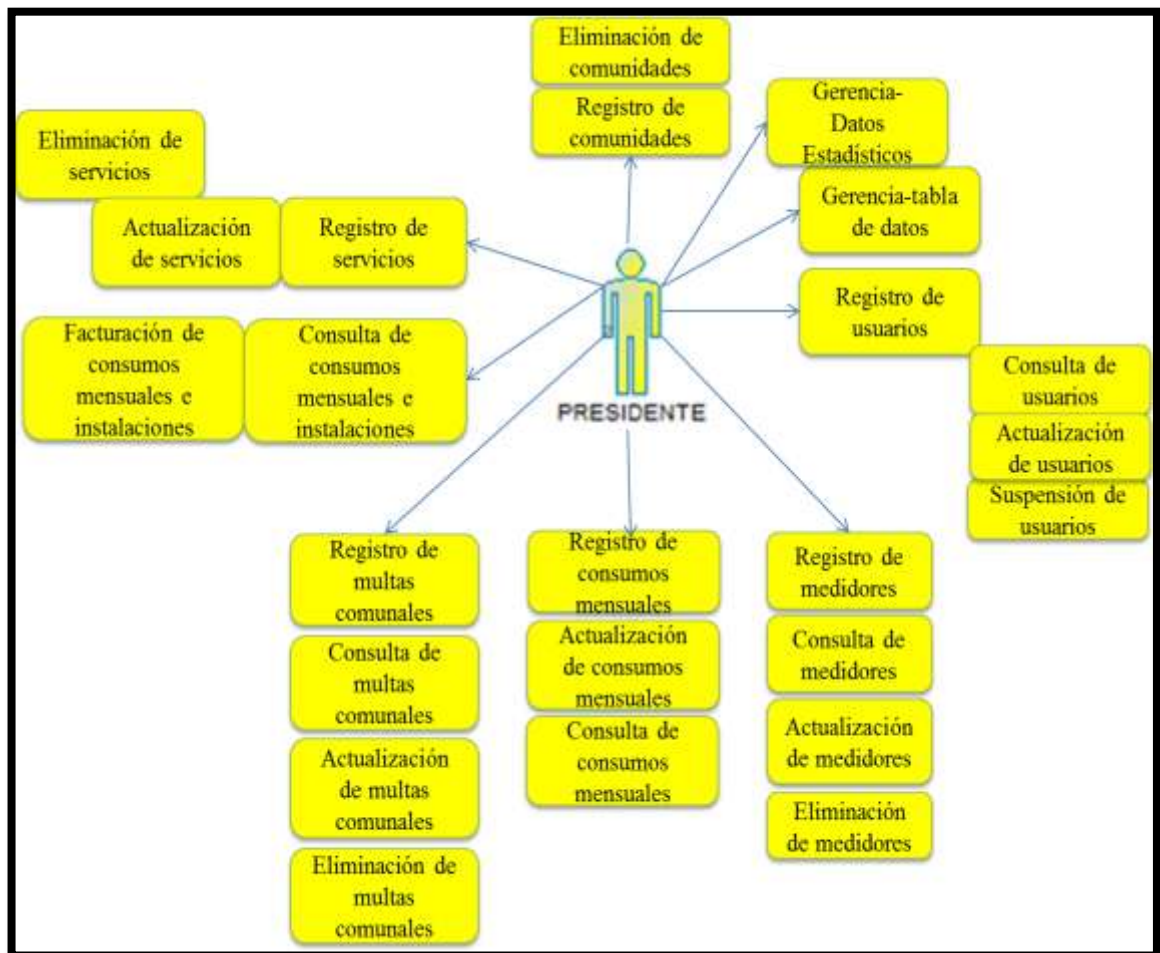 Eliminación de
comunidades
Registro de
comunidades
Gerencia-
Datos
Estadísticos
Gerencia-tabla
de datos
Eliminación de
servicios
Actualización
de servicios
Registro de
servicios
Registro de
usuarios
Facturación de
consumos
mensuales e
instalaciones
Consulta de
consumos
mensuales e
instalaciones
PRESIDENTE
Consulta de
usuarios
Actualización
de usuarios
Suspensión de
usuarios
Registro de
multas
comunales
Consulta de
multas
comunales
Actualización
de multas
comunales
Eliminación de
multas
comunales
Registro de
consumos
mensuales
Actualización
de consumos
mensuales
Consulta de
consumos
mensuales
Registro de
medidores
Consulta de
medidores
Actualización
de medidores
Eliminación
de medidores